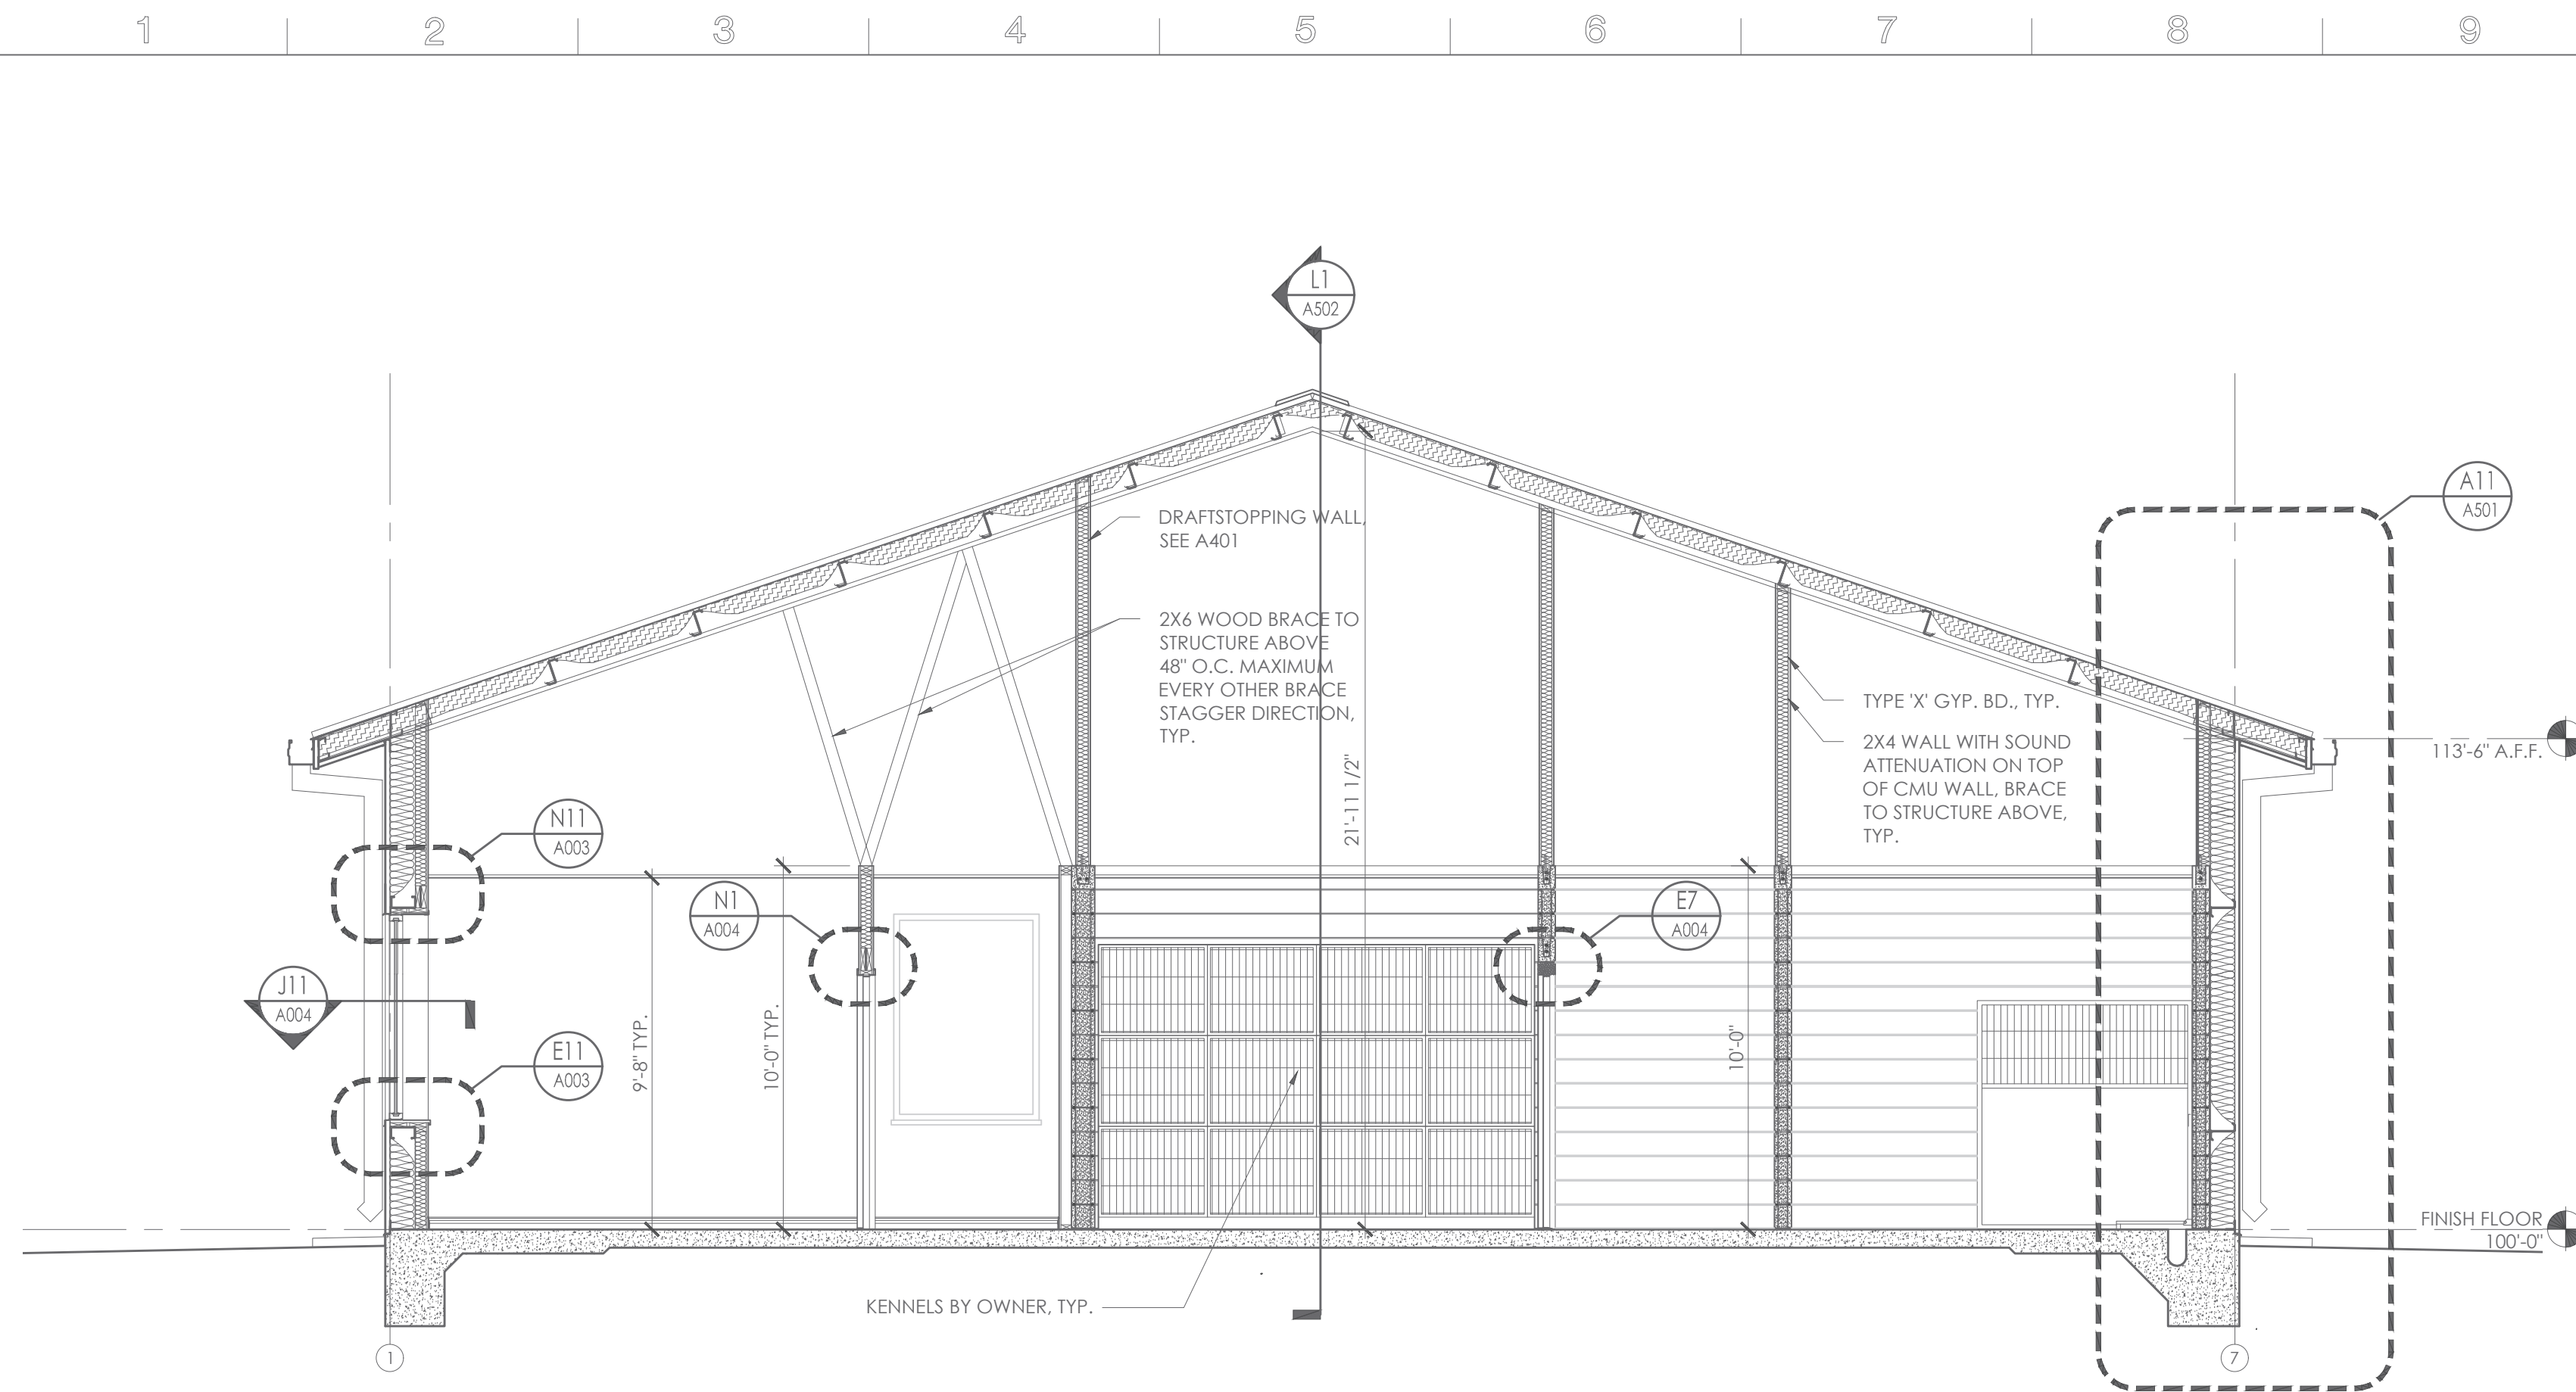 1 2 3 4 5 6 7 8 9
L1
A502
A11
A501
DRAFTSTOPPING WALL,
SEE A401
2X6 WOOD BRACE TO
STRUCTURE ABOVE
48" O.C. MAXIMUM
EVERY OTHER BRACE
STAGGER DIRECTION,
TYP.
TYPE 'X' GYP. BD., TYP.
2X4 WALL WITH SOUND
ATTENUATION ON TOP
OF CMU WALL, BRACE
TO STRUCTURE ABOVE,
TYP.
113'-6" A.F.F.
21'-11 1/2"
N11
A003
N1
A004
E7
A004
J11
A004
E11
A003
9'-8" TYP.
10'-0" TYP.
10'-0"
FINISH FLOOR
100'-0"
KENNELS BY OWNER, TYP.
1
7